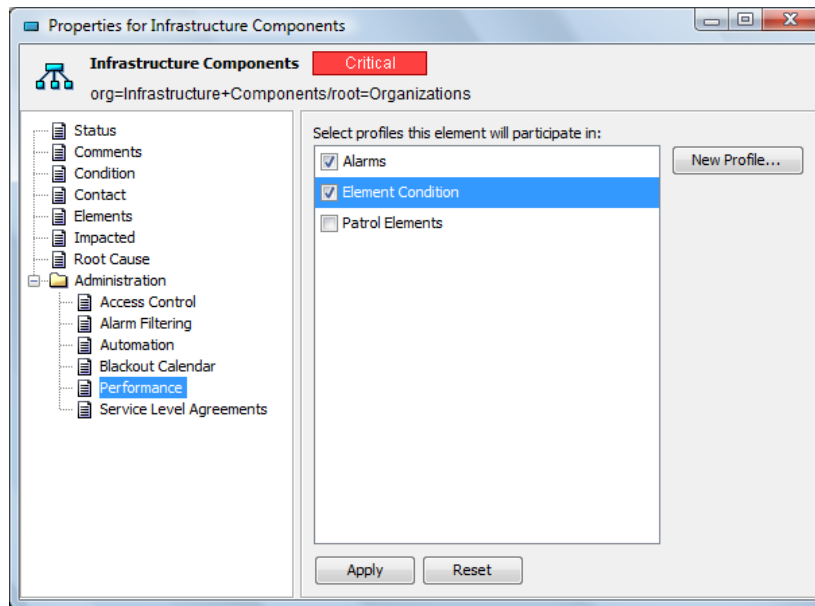 Properties for Infrastructure Components
Infrastructure Components
Critical
org=Infrastructure+Components/root=Organizations
Status
Comments
Condition
Contact
Elements
Impacted
Root Cause
Administration
Access Control
Alarm Filtering
Automation
Blackout Calendar
Performance
Service Level Agreements
Select profiles this element will participate in:
Alarms
Element Condition
Patrol Elements
New Profile...
Apply
Reset